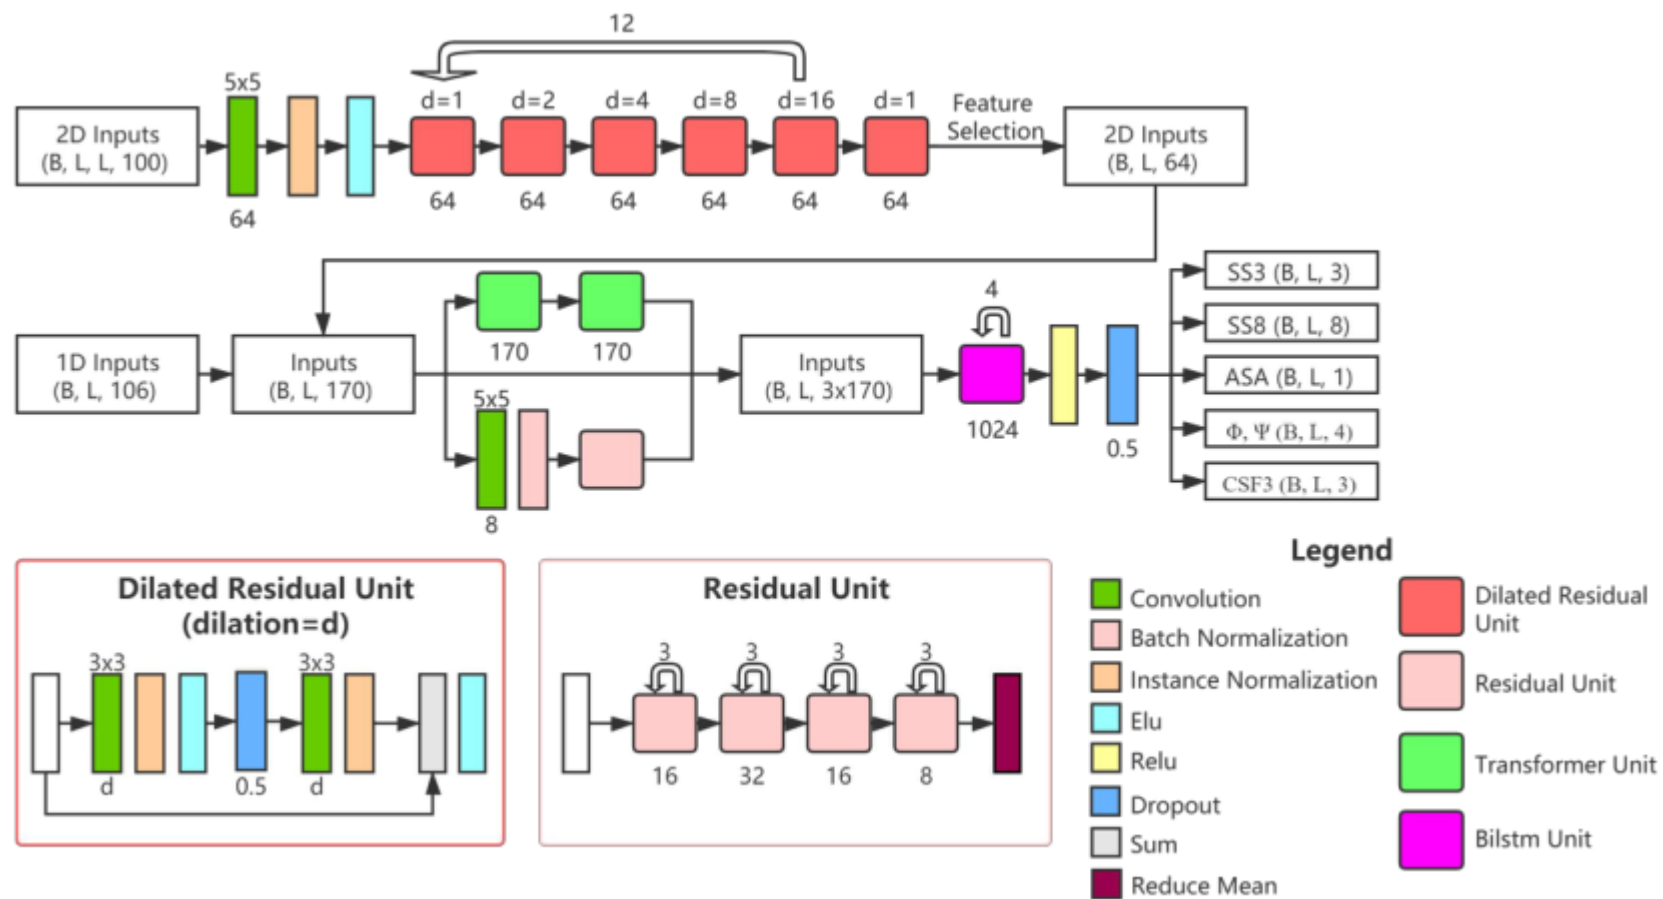 12
5x5
d=1 d=2 d=4 d=8 d=16 d=1
Feature
Selection
2D Inputs
(B, L, L, 100)
2D Inputs
(B, L, 64)
64 64 64 64 64 64 64
SS3 (B, L, 3)
4
SS8 (B, L, 8)
170 170
1D Inputs
(B, L, 106)
Inputs
(B, L, 170)
Inputs
(B, L, 3x170)
ASA (B, L, 1)
5x5
1024
0.5
Φ, Ψ (B, L, 4)
CSF3 (B, L, 3)
8
Dilated Residual Unit
(dilation=d)
3x3 3x3
d 0.5 d
Residual Unit
3 3 3 3
16 32 16 8
Legend
Convolution
Batch Normalization
Instance Normalization
Elu
Relu
Dropout
Sum
Reduce Mean
Dilated Residual
Unit
Residual Unit
Transformer Unit
Bilstm Unit